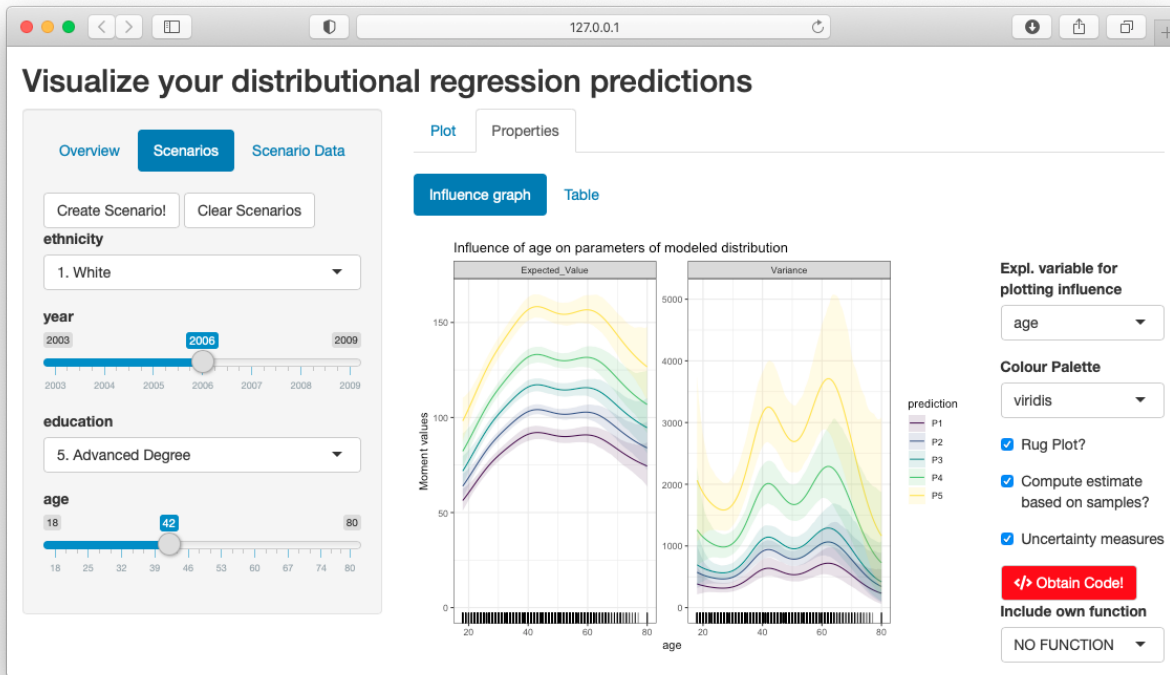 127.0.0.1
Visualize your distributional regression predictions
Overview Scenarios Scenario Data
Create Scenario! Clear Scenarios
ethnicity
1. White
year
2003 2006 2009
2003 2004 2005 2006 2007 2008 2009
education
5. Advanced Degree
age
18 42 80
18 25 32 39 46 53 60 67 74 80
Plot Properties
Influence graph Table
Influence of age on parameters of modeled distribution
Expected_Value Variance
Moment values
150
100
50
0
5000
4000
3000
2000
1000
0
20 40 60 80 20 40 60 80
age
prediction
P1
P2
P3
P4
P5
Expl. variable for
plotting influence
age
Colour Palette
viridis
Rug Plot?
Compute estimate
based on samples?
Uncertainty measures
</> Obtain Code!
Include own function
NO FUNCTION